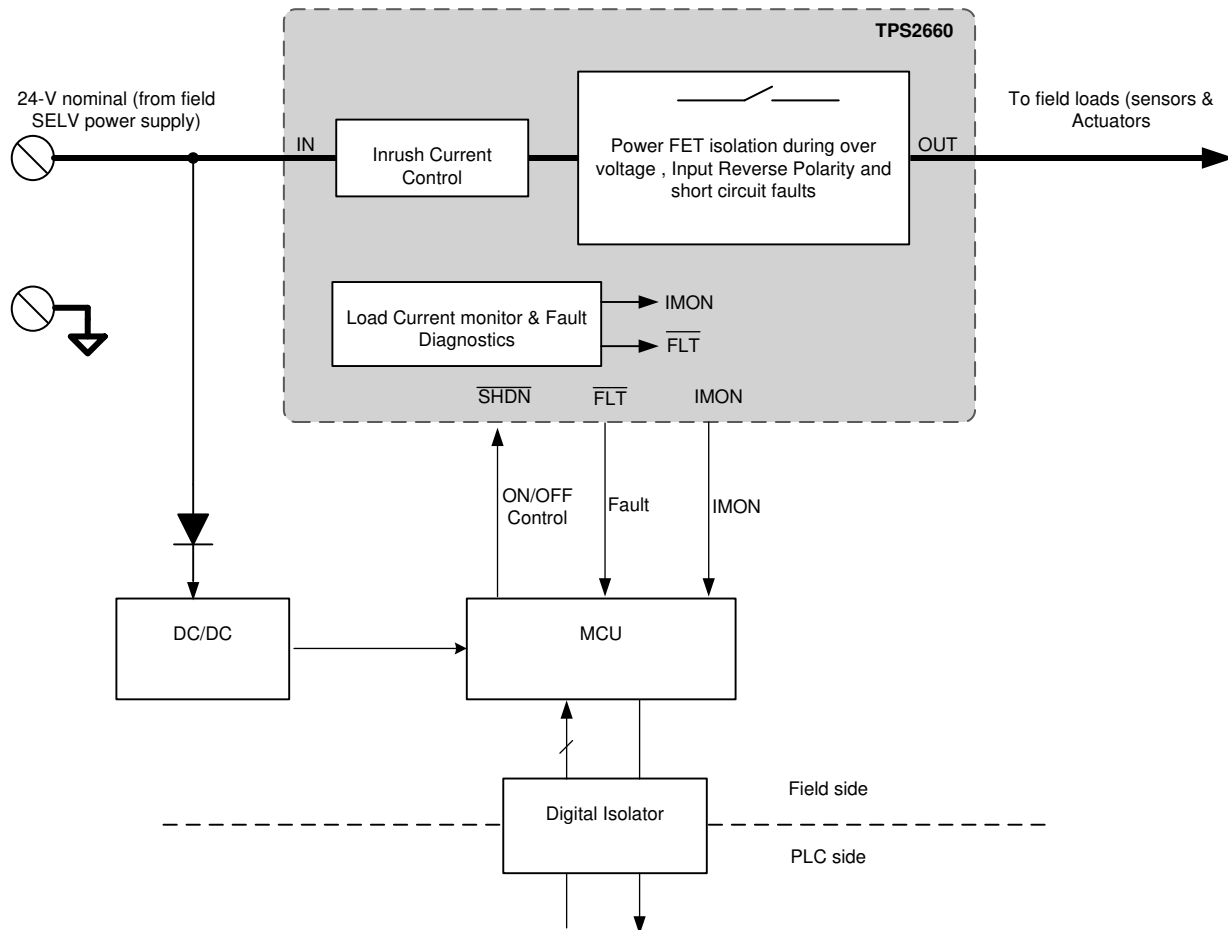 TPS2660
24-V nominal (from field
SELV power supply)
To field loads (sensors &
Actuators
IN
Inrush Current
Control
Power FET isolation during over
voltage , Input Reverse Polarity and
short circuit faults
OUT
Load Current monitor & Fault
Diagnostics
IMON
FLT
SHDN
FLT
IMON
ON/OFF
Control
Fault
IMON
DC/DC
MCU
Digital Isolator
Field side
PLC side